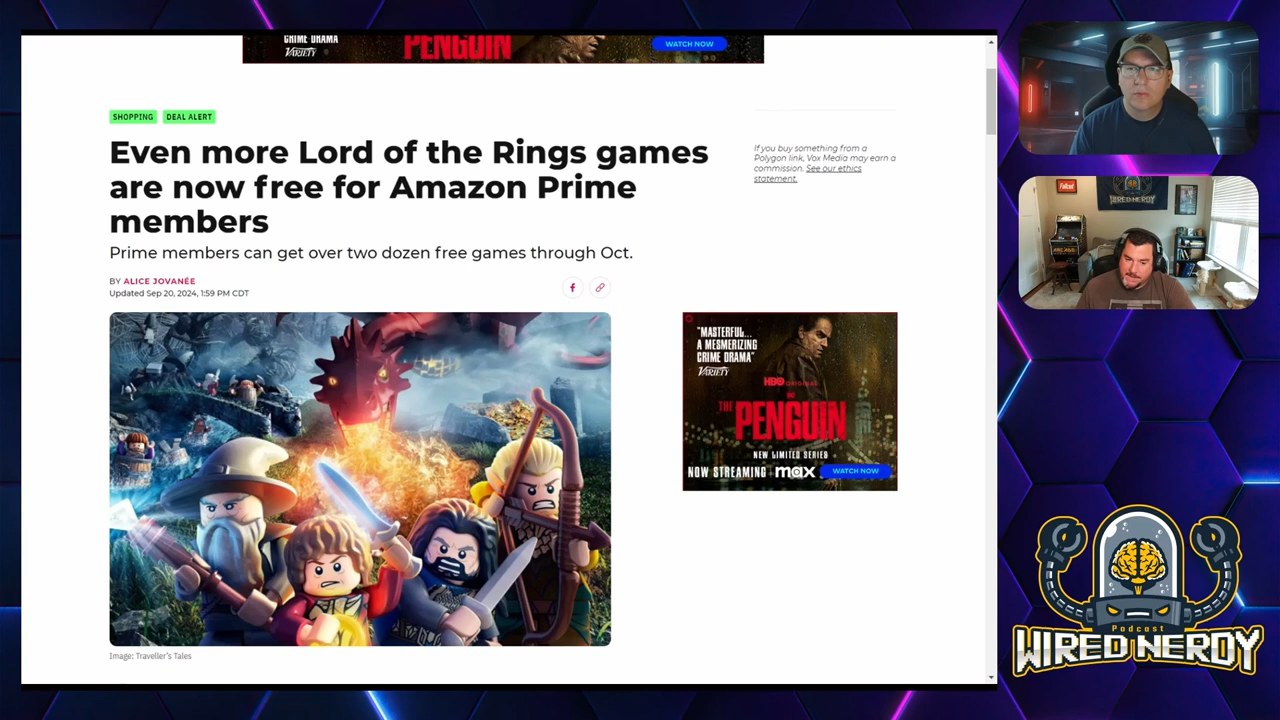 CRIME DRAMA
VARIETY
PENGUIN
WATCH NOW
SHOPPING
DEAL ALERT
Even more Lord of the Rings games
are now free for Amazon Prime
members
Prime members can get over two dozen free games through Oct.
BY ALICE JOVANÉE
Updated Sep 20, 2024, 1:59 PM CDT
If you buy something from a
Polygon link, Vox Media may earn a
commission. See our ethics
statement.
"MASTERFUL...
A MESMERIZING
CRIME DRAMA"
VARIETY
HBO ORIGINAL
DC
THE PENGUIN
NEW LIMITED SERIES
NOW STREAMING max
WATCH NOW
Image: Traveller's Tales
Fallout
WIRED NERDY
Podcast
WIRED NERDY